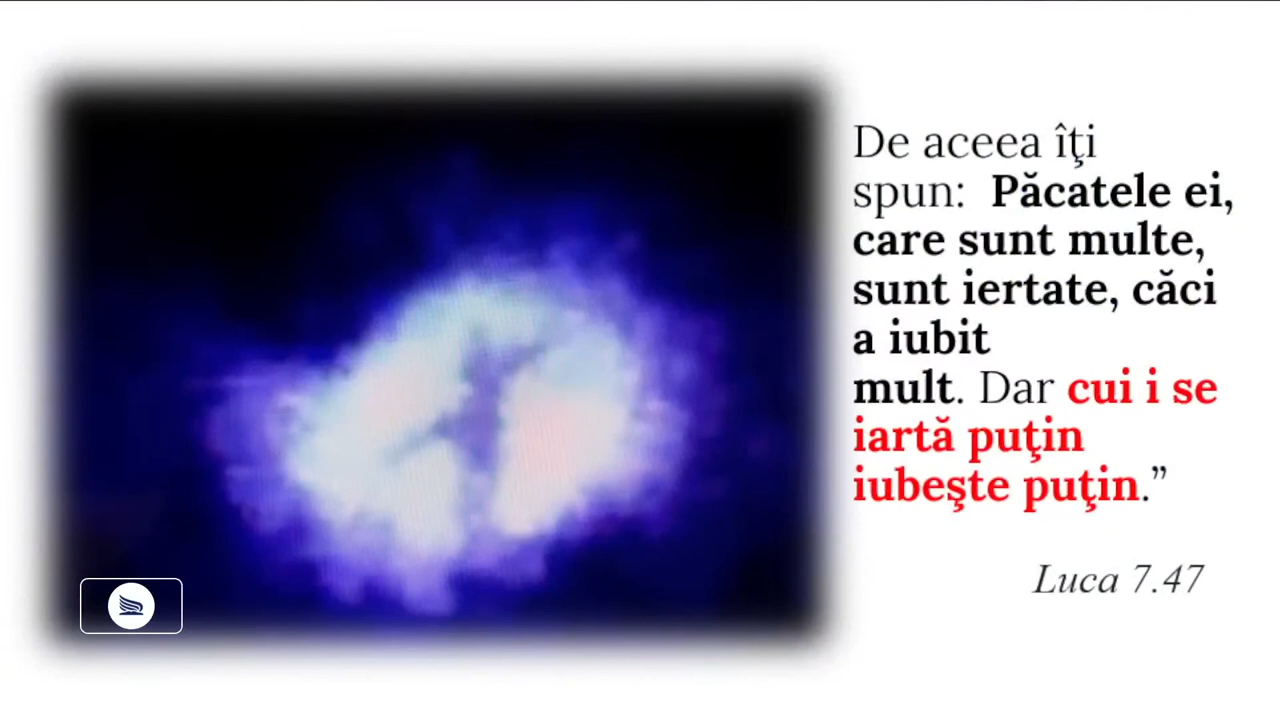 De aceea îţi
spun: Păcatele ei,
care sunt multe,
sunt iertate, căci
a iubit
mult. Dar cui i se
iartă puţin
iubeşte puţin.”
Luca 7.47